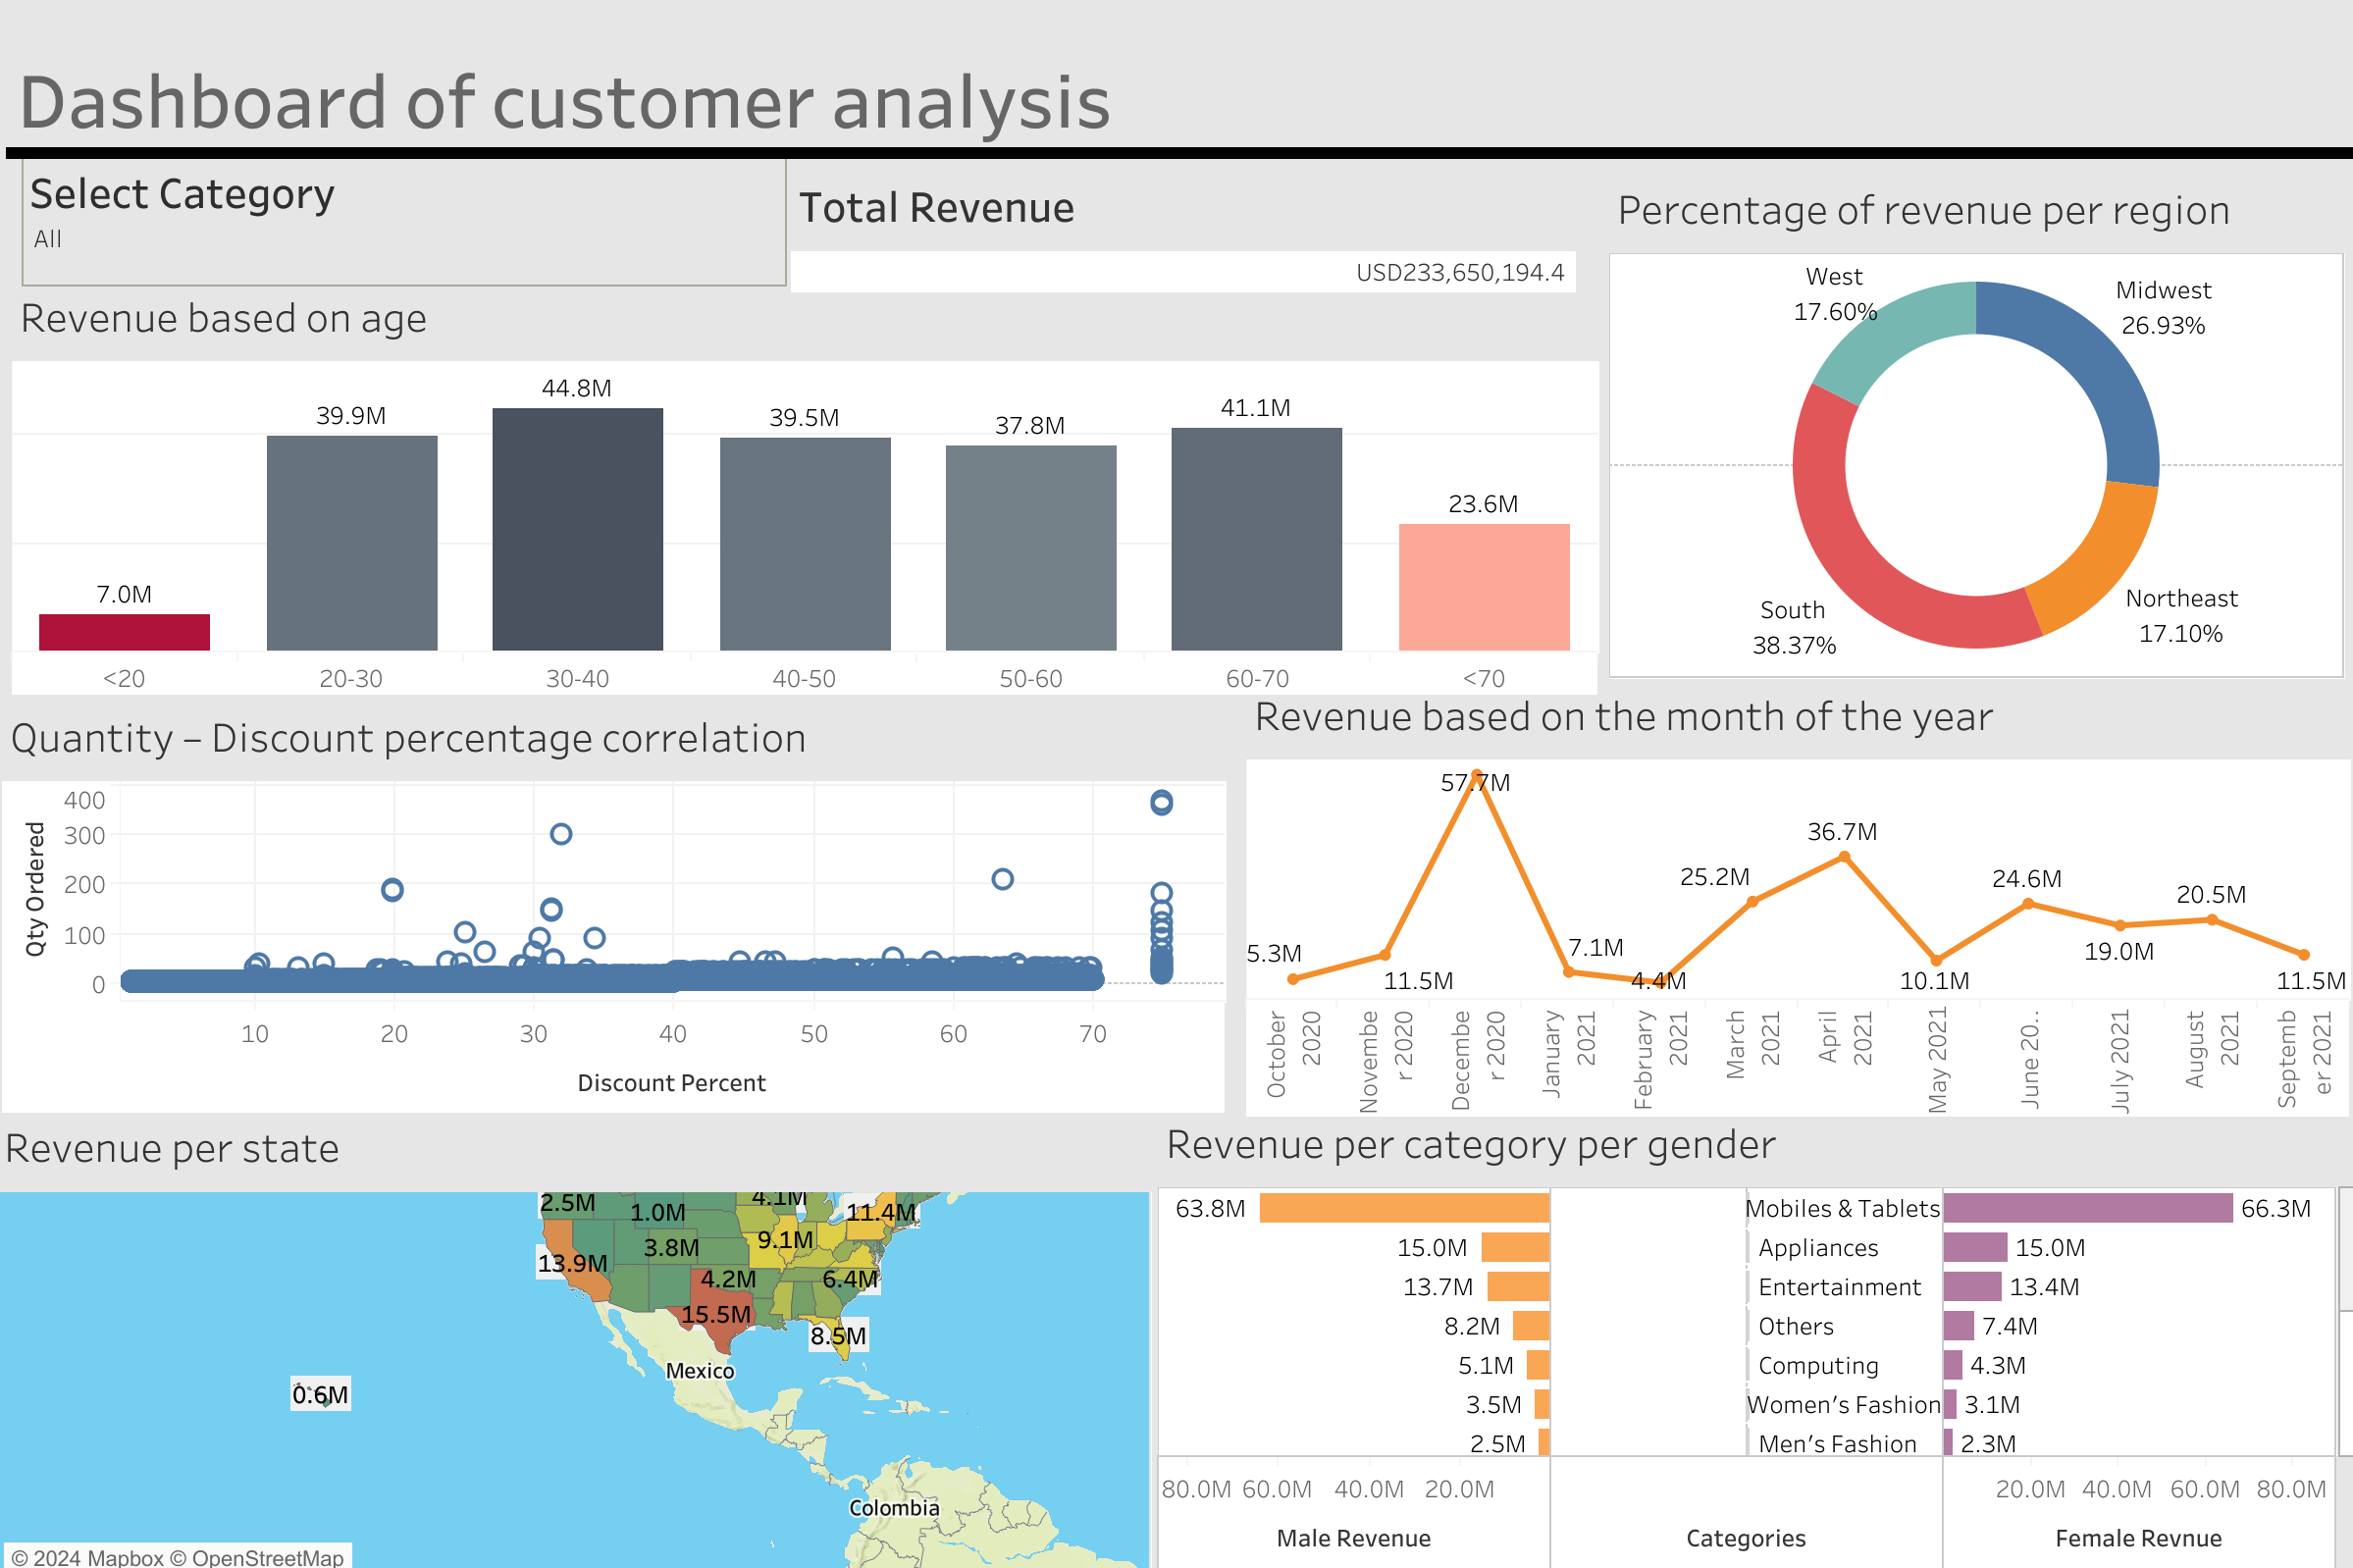 Dashboard of customer analysis
Select Category
All
Total Revenue
USD233,650,194.4
Percentage of revenue per region
West
17.60%
Midwest
26.93%
South
38.37%
Northeast
17.10%
Revenue based on age
7.0M
39.9M
44.8M
39.5M
37.8M
41.1M
23.6M
<20
20-30
30-40
40-50
50-60
60-70
<70
Quantity – Discount percentage correlation
Qty Ordered
400
300
200
100
0
10
20
30
40
50
60
70
Discount Percent
Revenue based on the month of the year
5.3M
11.5M
57.7M
7.1M
4.4M
25.2M
36.7M
10.1M
24.6M
19.0M
20.5M
11.5M
October
2020
Novembe
r 2020
Decembe
r 2020
January
2021
February
2021
March
2021
April
2021
May 2021
June 20..
July 2021
August
2021
Septemb
er 2021
Revenue per state
2.5M
1.0M
4.1M
11.4M
3.8M
9.1M
13.9M
4.2M
6.4M
15.5M
8.5M
Mexico
0.6M
Colombia
© 2024 Mapbox © OpenStreetMap
Revenue per category per gender
63.8M Mobiles & Tablets 66.3M
15.0M Appliances 15.0M
13.7M Entertainment 13.4M
8.2M Others 7.4M
5.1M Computing 4.3M
3.5M Women's Fashion 3.1M
2.5M Men's Fashion 2.3M
80.0M 60.0M 40.0M 20.0M
20.0M 40.0M 60.0M 80.0M
Male Revenue
Categories
Female Revnue